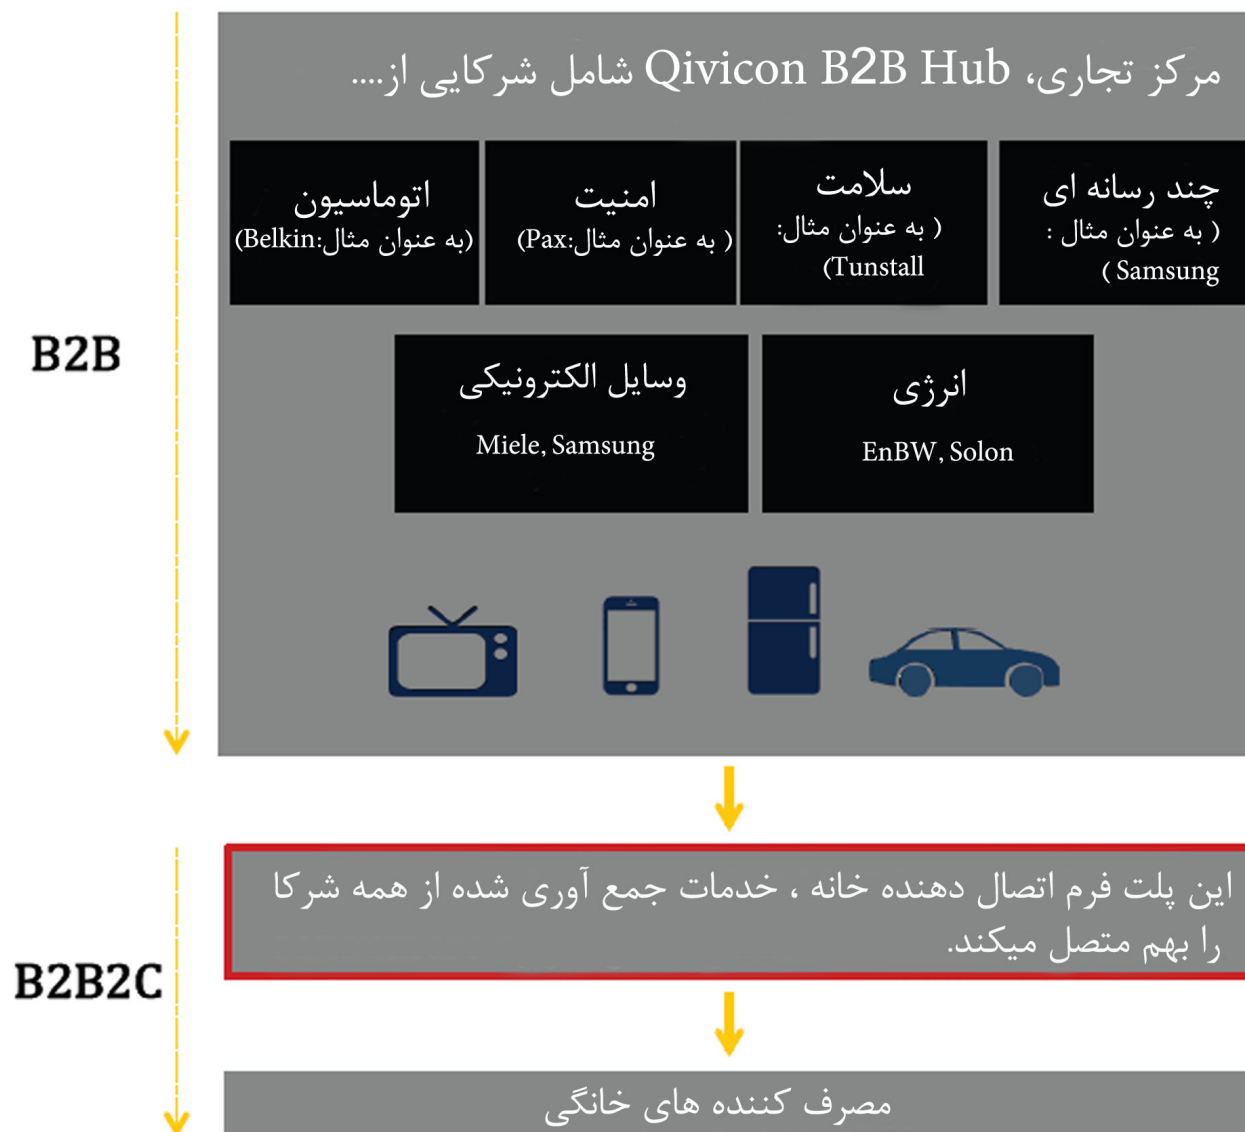 مرکز تجاری، Qivicon B2B Hub شامل شرکایی از....
چند رسانه ای
( به عنوان مثال :
Samsung )
سلامت
( به عنوان مثال:
Tunstall)
امنیت
( به عنوان مثال:Pax)
اتوماسیون
(به عنوان مثال:Belkin)
انرژی
EnBW, Solon
وسایل الکترونیکی
Miele, Samsung
B2B
این پلت فرم اتصال دهنده خانه ، خدمات جمع آوری شده از همه شرکا
را بهم متصل میکند.
B2B2C
مصرف کننده های خانگی